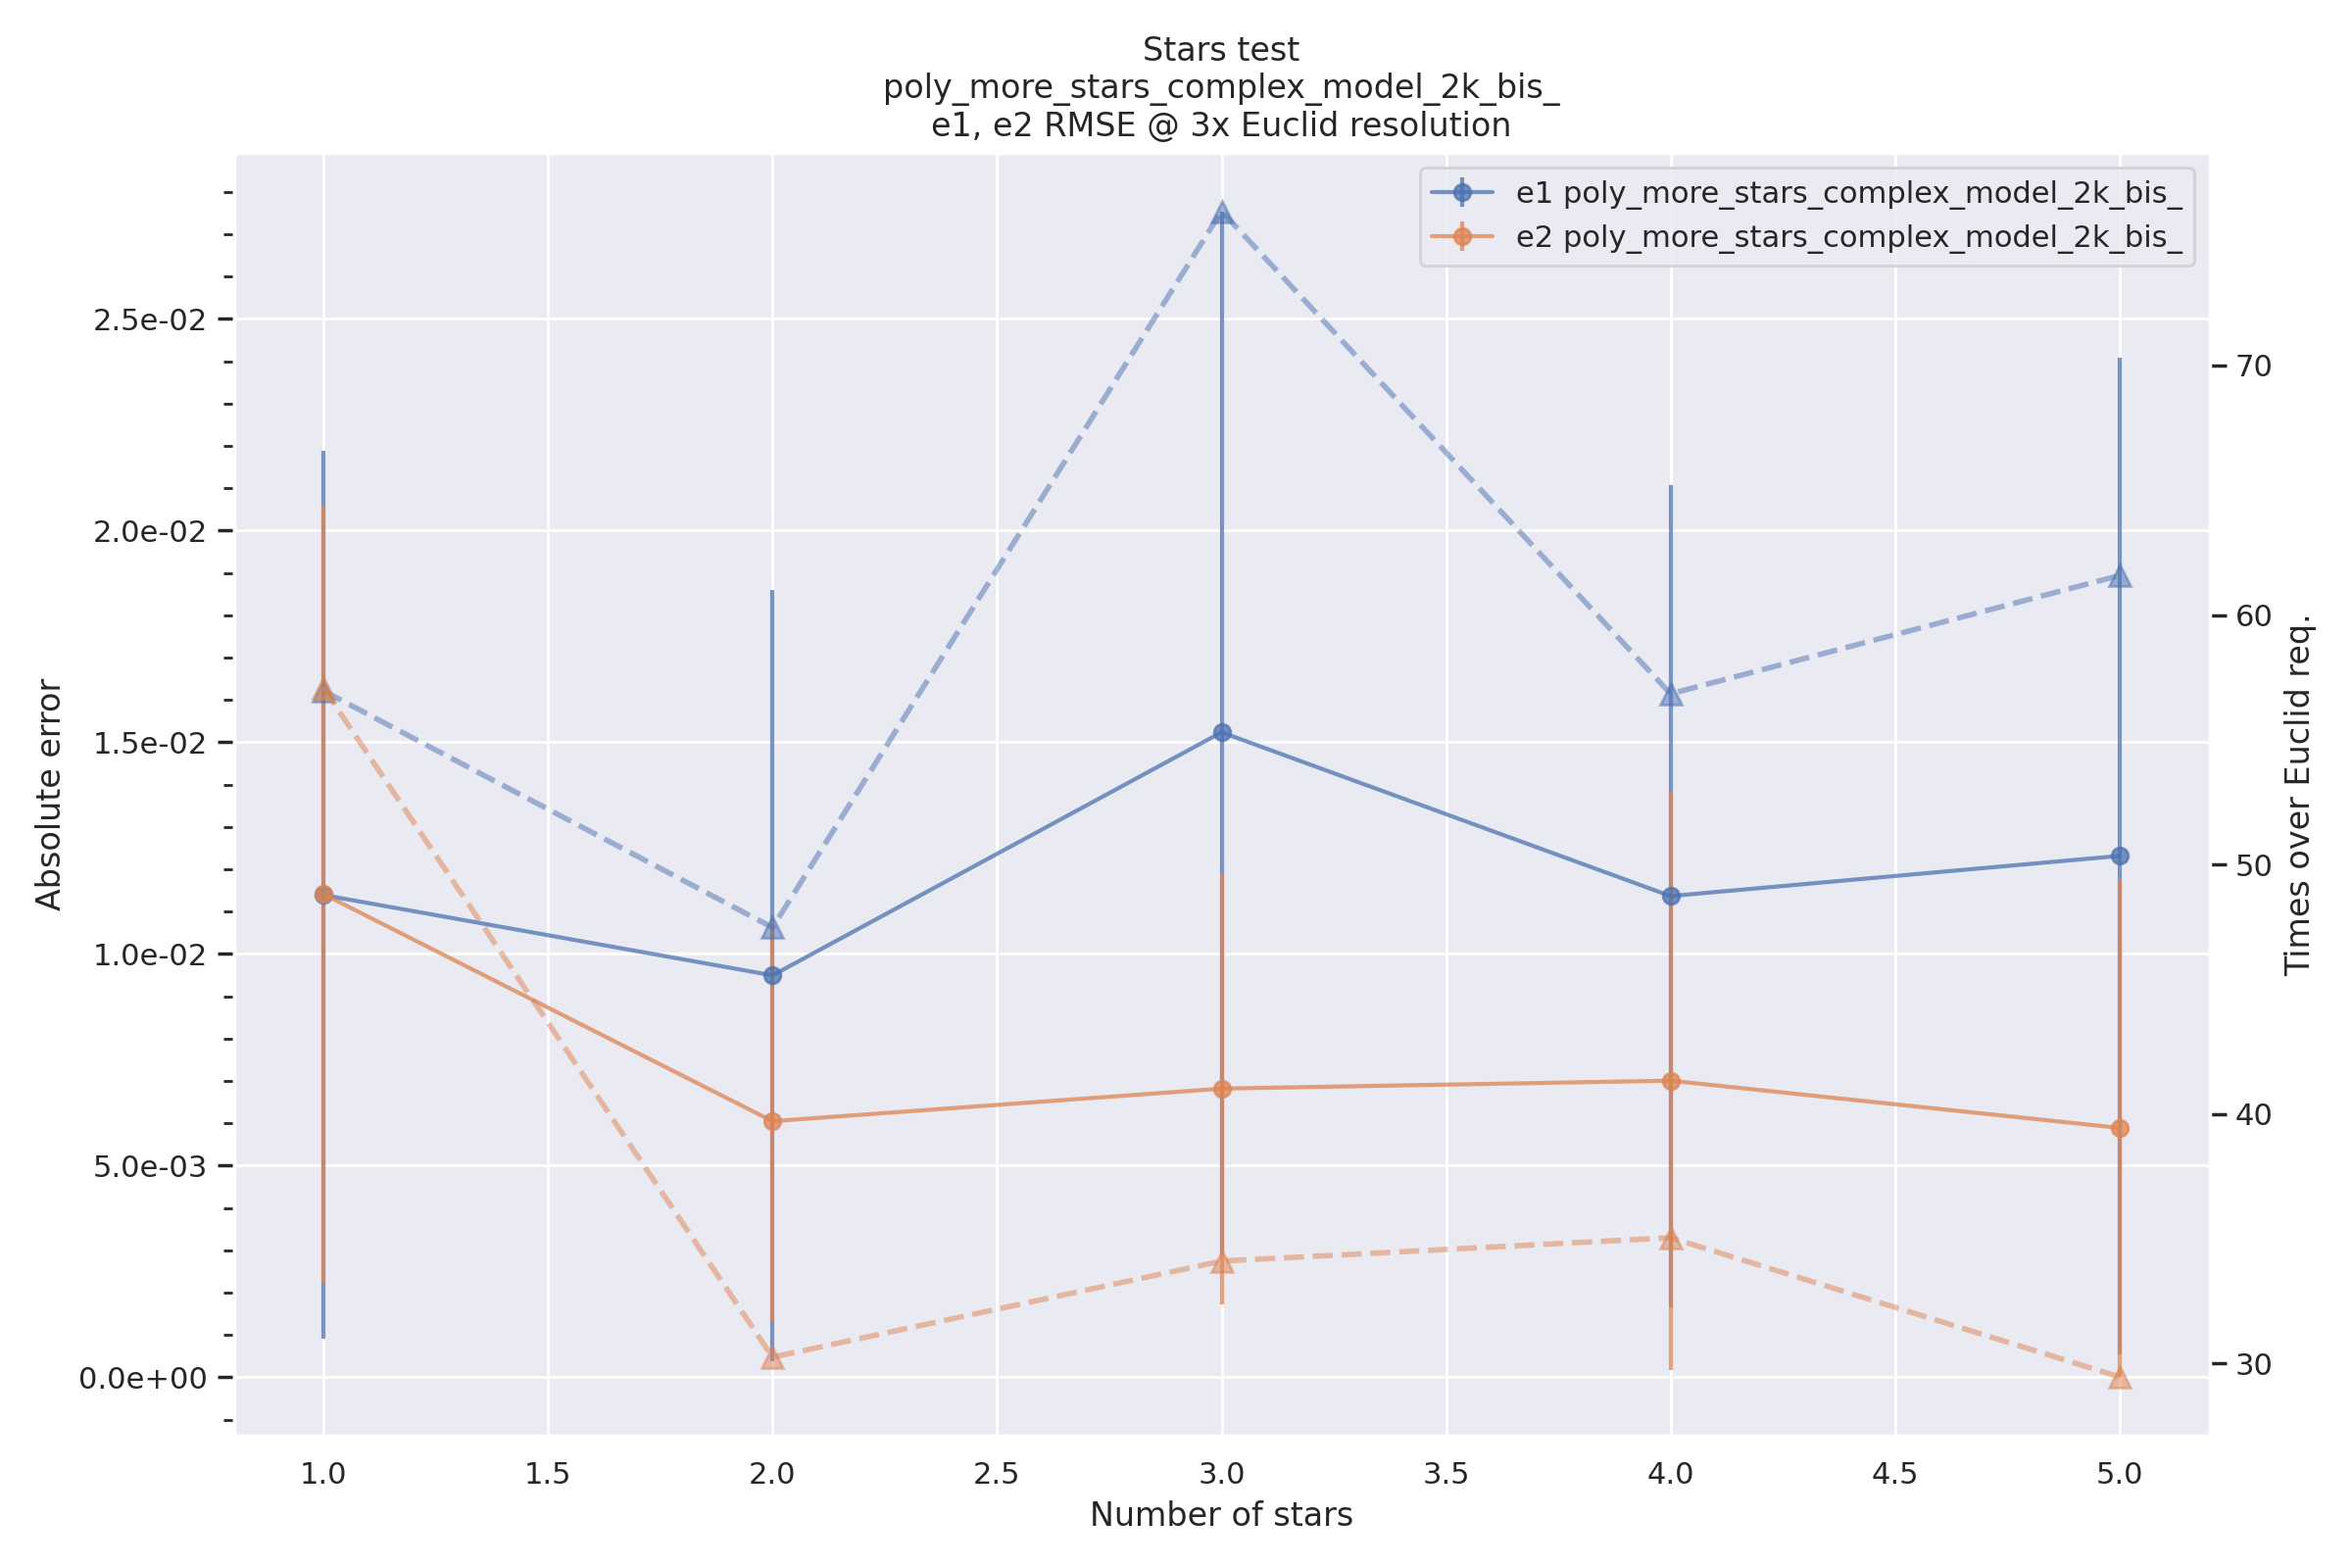 Stars test
poly_more_stars_complex_model_2k_bis_
e1, e2 RMSE @ 3x Euclid resolution
e1 poly_more_stars_complex_model_2k_bis_
e2 poly_more_stars_complex_model_2k_bis_
Absolute error
2.5e-02
2.0e-02
1.5e-02
1.0e-02
5.0e-03
0.0e+00
70
60
50
40
30
Times over Euclid req.
1.0 1.5 2.0 2.5 3.0 3.5 4.0 4.5 5.0
Number of stars